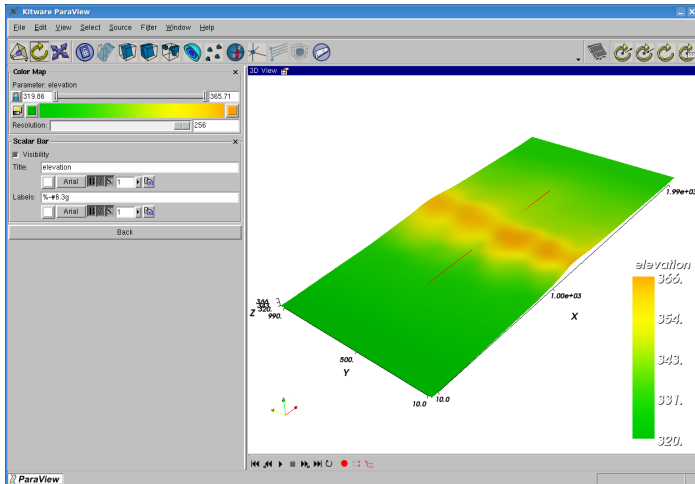 Kitware ParaView
File Edit View Select Source Filter Window Help
Color Map
Parameter: elevation
319.86 365.71
Resolution: 256
Scalar Bar
Visibility
Title: elevation
Arial 1
Labels: %-#6.3g
Arial 1
Back
3D View
1.99e+03
elevation
366.
354.
343.
331.
320.
1.00e+03
X
320.
Z
990.
500.
Y
10.0 10.0
ParaView